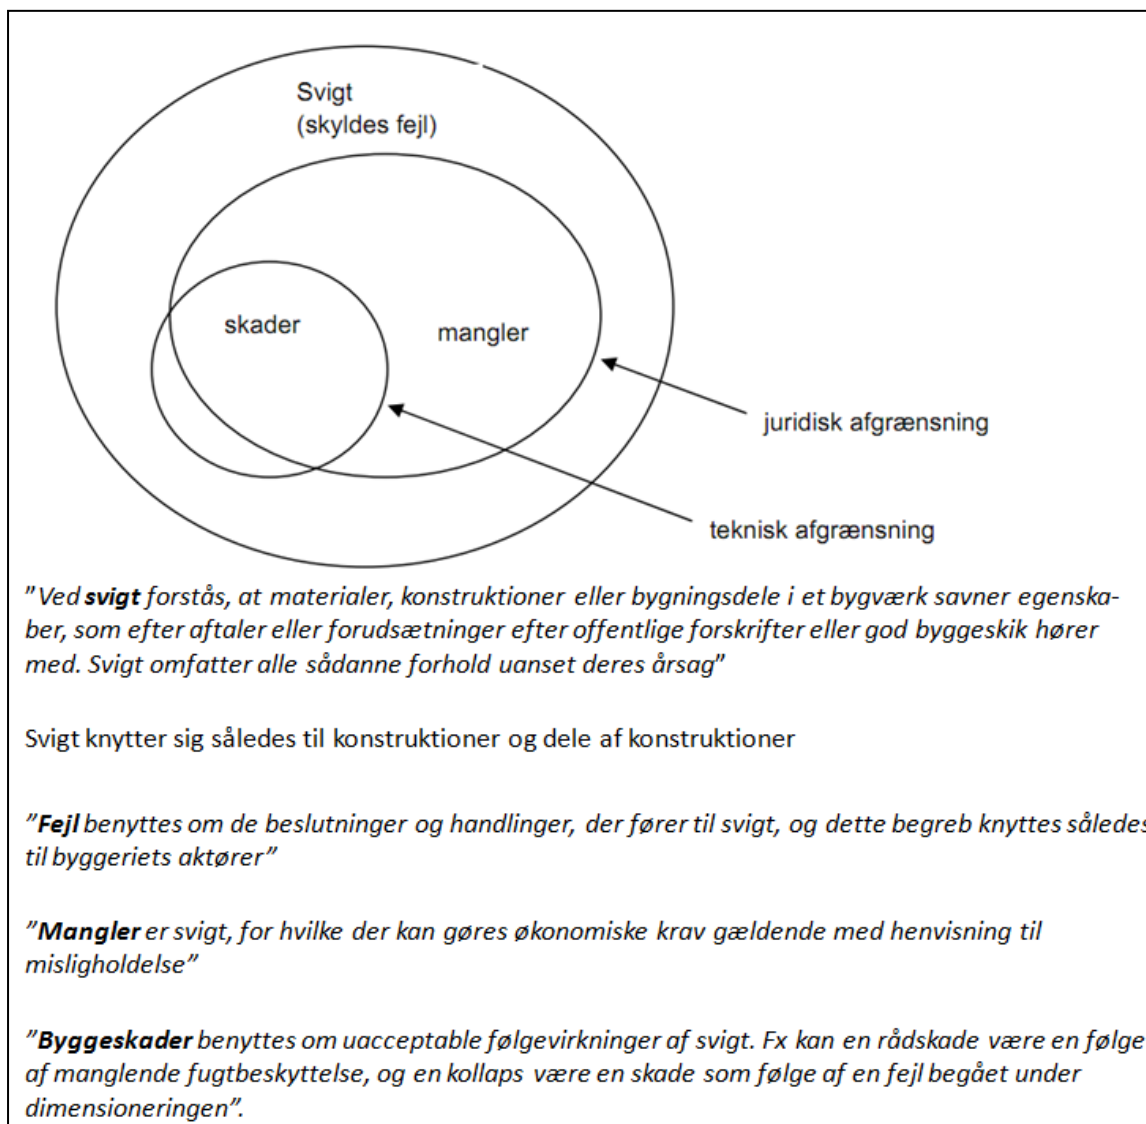 Svigt
(skyldes fejl)
skader
mangler
juridisk afgrænsning
teknisk afgrænsning
”Ved svigt forstås, at materialer, konstruktioner eller bygningsdele i et bygværk savner egenska-
ber, som efter aftaler eller forudsætninger efter offentlige forskrifter eller god byggeskik hører
med. Svigt omfatter alle sådanne forhold uanset deres årsag”
Svigt knytter sig således til konstruktioner og dele af konstruktioner
”Fejl benyttes om de beslutninger og handlinger, der fører til svigt, og dette begreb knyttes således
til byggeriets aktører”
”Mangler er svigt, for hvilke der kan gøres økonomiske krav gældende med henvisning til
misligholdelse”
”Byggeskader benyttes om uacceptable følgevirkninger af svigt. Fx kan en rådskade være en følge
af manglende fugtbeskyttelse, og en kollaps være en skade som følge af en fejl begået under
dimensioneringen”.